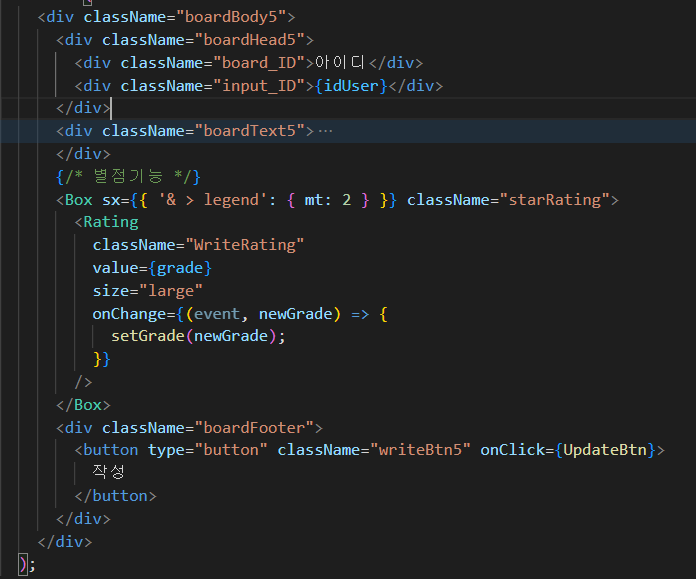 <div className="boardBody5">
<div className="boardHead5">
<div className="board_ID">아이디</div>
<div className="input_ID">{idUser}</div>
</div>
<div className="boardText5">…
</div>
{/* 별점기능 */}
<Box sx={{ '& > legend': { mt: 2 } }} className="starRating">
<Rating
className="WriteRating"
value={grade}
size="large"
onChange={(event, newGrade) => {
setGrade(newGrade);
}}
/>
</Box>
<div className="boardFooter">
<button type="button" className="writeBtn5" onClick={UpdateBtn}>
작성
</button>
</div>
</div>
);